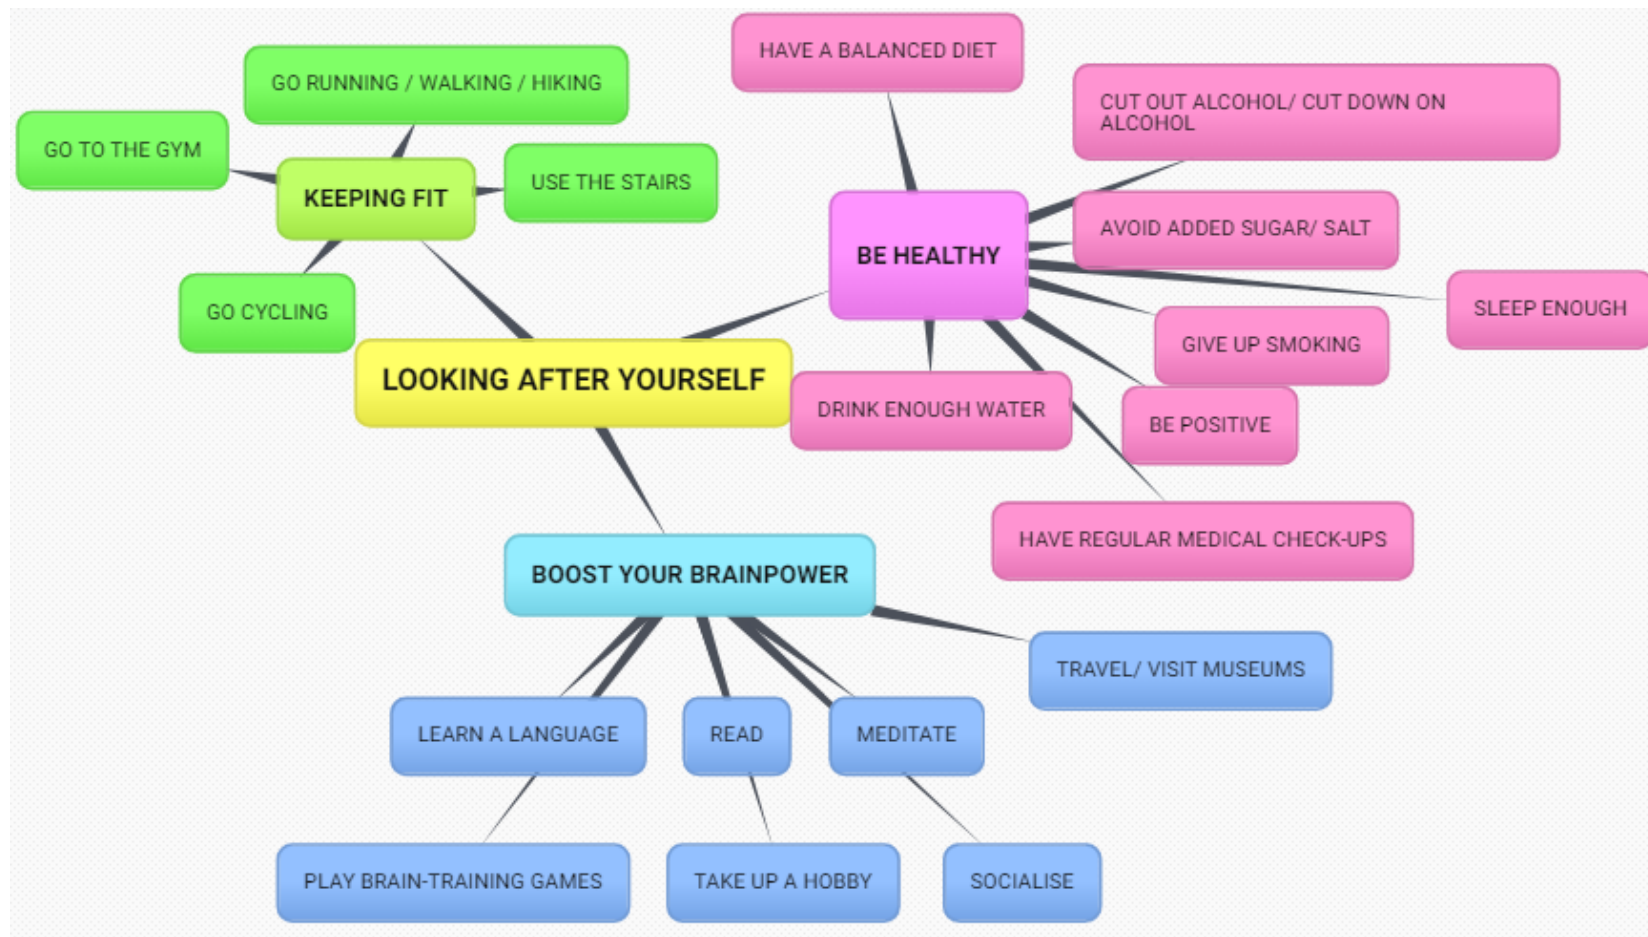 HAVE A BALANCED DIET
GO RUNNING / WALKING / HIKING
CUT OUT ALCOHOL/ CUT DOWN ON
ALCOHOL
GO TO THE GYM
USE THE STAIRS
KEEPING FIT
AVOID ADDED SUGAR/ SALT
BE HEALTHY
GO CYCLING
SLEEP ENOUGH
GIVE UP SMOKING
LOOKING AFTER YOURSELF
DRINK ENOUGH WATER
BE POSITIVE
HAVE REGULAR MEDICAL CHECK-UPS
BOOST YOUR BRAINPOWER
TRAVEL/ VISIT MUSEUMS
LEARN A LANGUAGE
READ
MEDITATE
PLAY BRAIN-TRAINING GAMES
TAKE UP A HOBBY
SOCIALISE